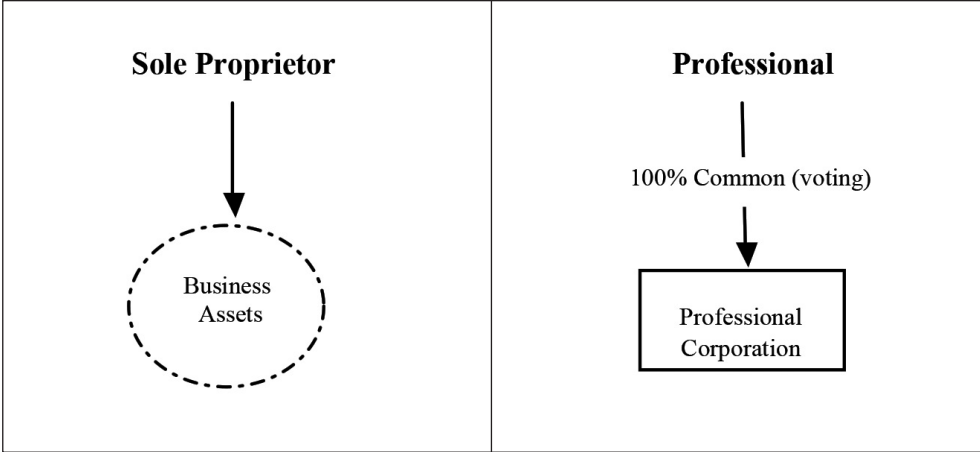 Sole Proprietor
Business
Assets
Professional
100% Common (voting)
Professional
Corporation